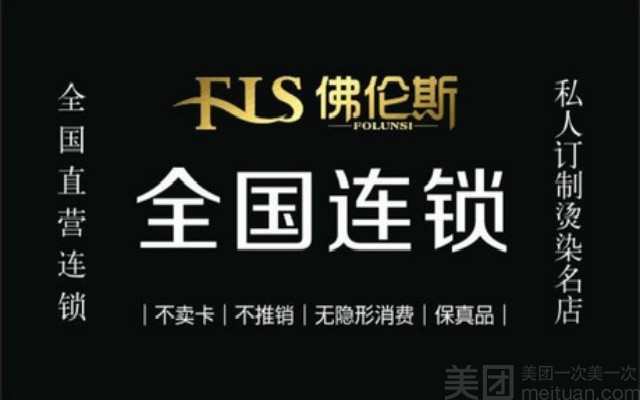 全国直营连锁
FLS 佛伦斯
FOLUNSI
全国连锁
|不卖卡|不推销|无隐形消费|保真品|
私人订制烫染名店
美团 美团一次美一次
meituan.com